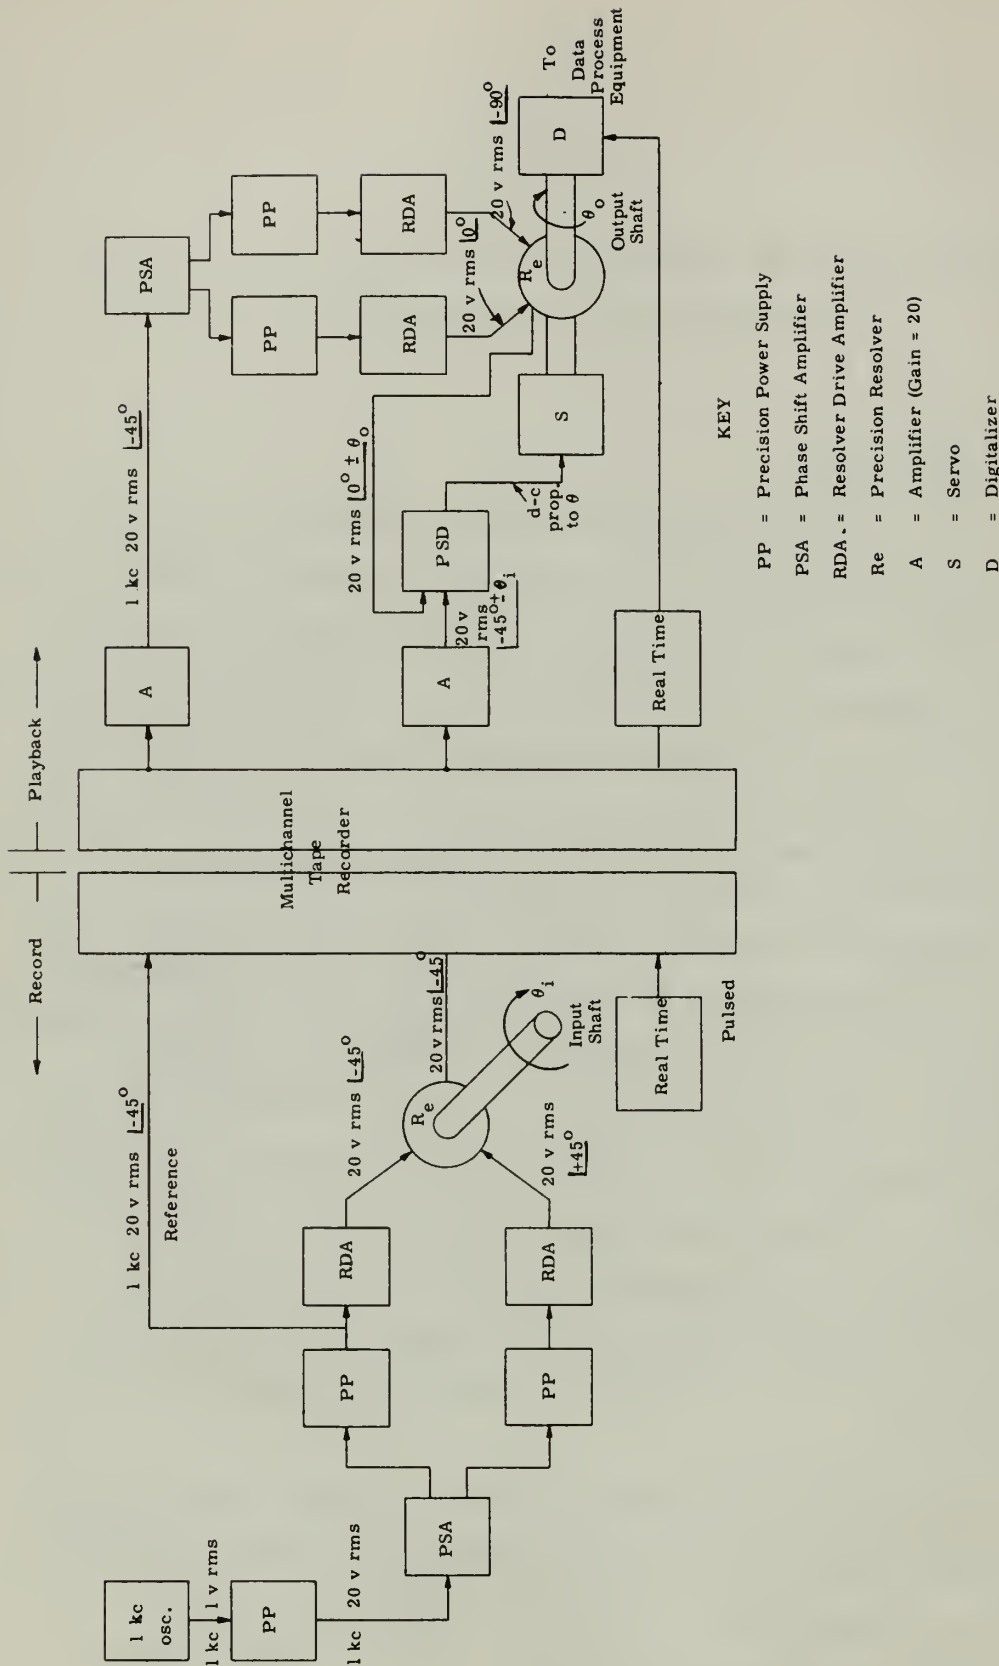 Record
Playback
1 kc
osc.
1 kc 1 v rms
PP
1 kc 20 v rms
PSA
PP
PP
1 kc 20 v rms |-45°
Reference
RDA
RDA
20 v rms |-45°
20 v rms
|+45°
Re
20 v rms |-45°
θi
Input
Shaft
Real Time
Pulsed
Multichannel
Tape
Recorder
A
A
Real Time
1 kc 20 v rms |-45°
20 v
rms
|-45° ± θi
20 v rms |0° ± θo
PSD
d-c
prop.
to θ
S
PSA
PP
PP
RDA
RDA
20 v rms |0°
20 v rms |-90°
Re
θo
Output
Shaft
D
To
Data
Process
Equipment
KEY
PP = Precision Power Supply
PSA = Phase Shift Amplifier
RDA . = Resolver Drive Amplifier
Re = Precision Resolver
A = Amplifier (Gain = 20)
S = Servo
D = Digitalizer